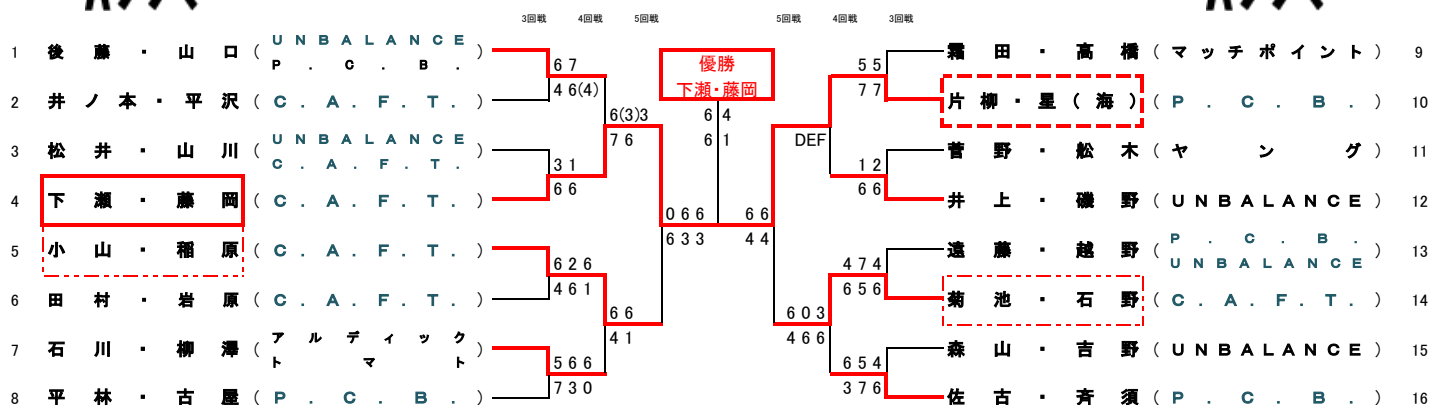 3回戦 4回戦 5回戦 5回戦 4回戦 3回戦
1 後藤・山口 (UNBALANCE P.C.B.)
2 井ノ本・平沢 (C.A.F.T.)
3 松井・山川 (UNBALANCE C.A.F.T.)
4 下瀬・藤岡 (C.A.F.T.)
5 小山・稲原 (C.A.F.T.)
6 田村・岩原 (C.A.F.T.)
7 石川・柳澤 (アルディック トマト)
8 平林・古屋 (P.C.B.)
67
46(4)
31
66
626
461
566
730
6(3)3
76
66
41
066
633
優勝
下瀬・藤岡
6 4
6 1
66
44
DEF
603
466
55
77
12
66
474
656
654
376
霜田・高橋 (マッチポイント) 9
片柳・星(海) (P.C.B.) 10
菅野・舩木 (ヤング) 11
井上・磯野 (UNBALANCE) 12
遠藤・越野 (P.C.B. UNBALANCE) 13
菊池・石野 (C.A.F.T.) 14
森山・吉野 (UNBALANCE) 15
佐古・斉須 (P.C.B.) 16